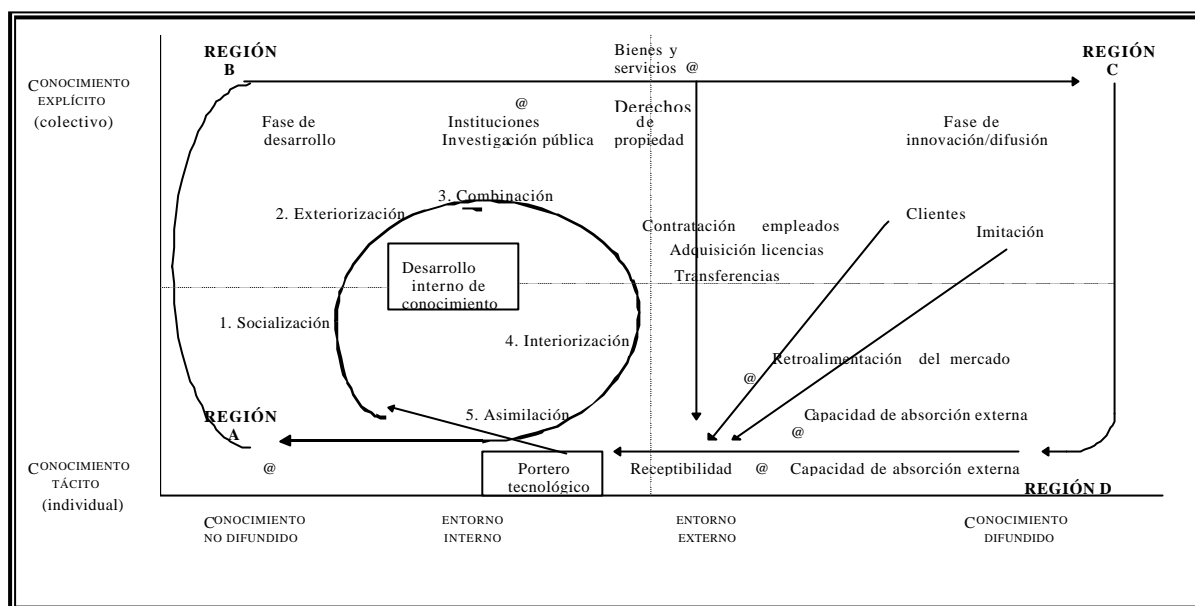 REGIÓN
B
Bienes y
servicios @
REGIÓN
C
CONOCIMIENTO
EXPLÍCITO
(colectivo)
Fase de
desarrollo
@
Instituciones
Investigación pública
Derechos
de
propiedad
Fase de
innovación/difusión
3. Combinación
2. Exteriorización
Clientes
Imitación
Contratación empleados
Adquisición licencias
Transferencias
Desarrollo
interno de
conocimiento
1. Socialización
4. Interiorización
Retroalimentación del mercado
@
REGIÓN
A
5. Asimilación
Capacidad de absorción externa
@
CONOCIMIENTO
TÁCITO
(individual)
@
Portero
tecnológico
Receptibilidad @ Capacidad de absorción externa
REGIÓN D
CONOCIMIENTO
NO DIFUNDIDO
ENTORNO
INTERNO
ENTORNO
EXTERNO
CONOCIMIENTO
DIFUNDIDO